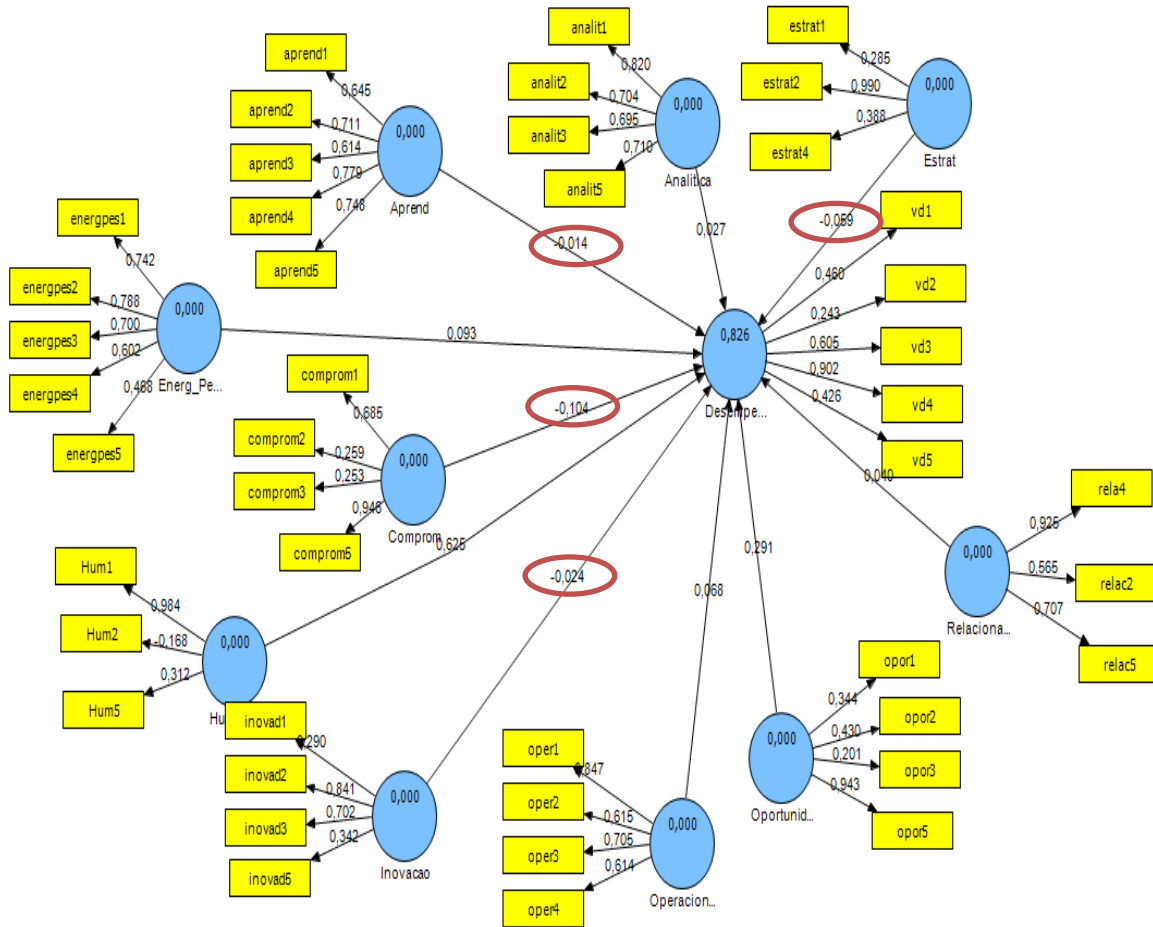 analit1
0,820
analit2
0,704
analit3
0,695
0,710
analit5
0,000
Analitica
estrat1
0,285
estrat2
0,990
0,388
estrat4
0,000
Estrat
aprend1
0,645
aprend2
0,711
aprend3
0,614
0,779
aprend4
0,748
aprend5
0,000
Aprend
-0,014
0,027
-0,059
energpes1
0,742
energpes2
0,788
energpes3
0,700
0,602
energpes4
0,468
energpes5
0,000
Energ_Pe...
0,093
0,826
Desempe...
vd1
0,460
vd2
0,243
vd3
0,605
0,902
vd4
0,426
vd5
comprom1
0,685
comprom2
0,259
comprom3
0,253
0,948
comprom5
0,000
Comprom
-0,104
0,625
-0,024
0,068
0,291
0,040
rela4
0,925
relac2
0,565
0,707
relac5
0,000
Relaciona...
Hum1
0,984
Hum2
-0,168
0,312
Hum5
0,000
Hu
inovad1
0,290
inovad2
0,841
inovad3
0,702
0,342
inovad5
0,000
Inovacao
oper1
0,847
oper2
0,615
oper3
0,705
0,614
oper4
0,000
Operacion...
opor1
0,344
opor2
0,430
opor3
0,201
0,943
opor5
0,000
Oportunid...